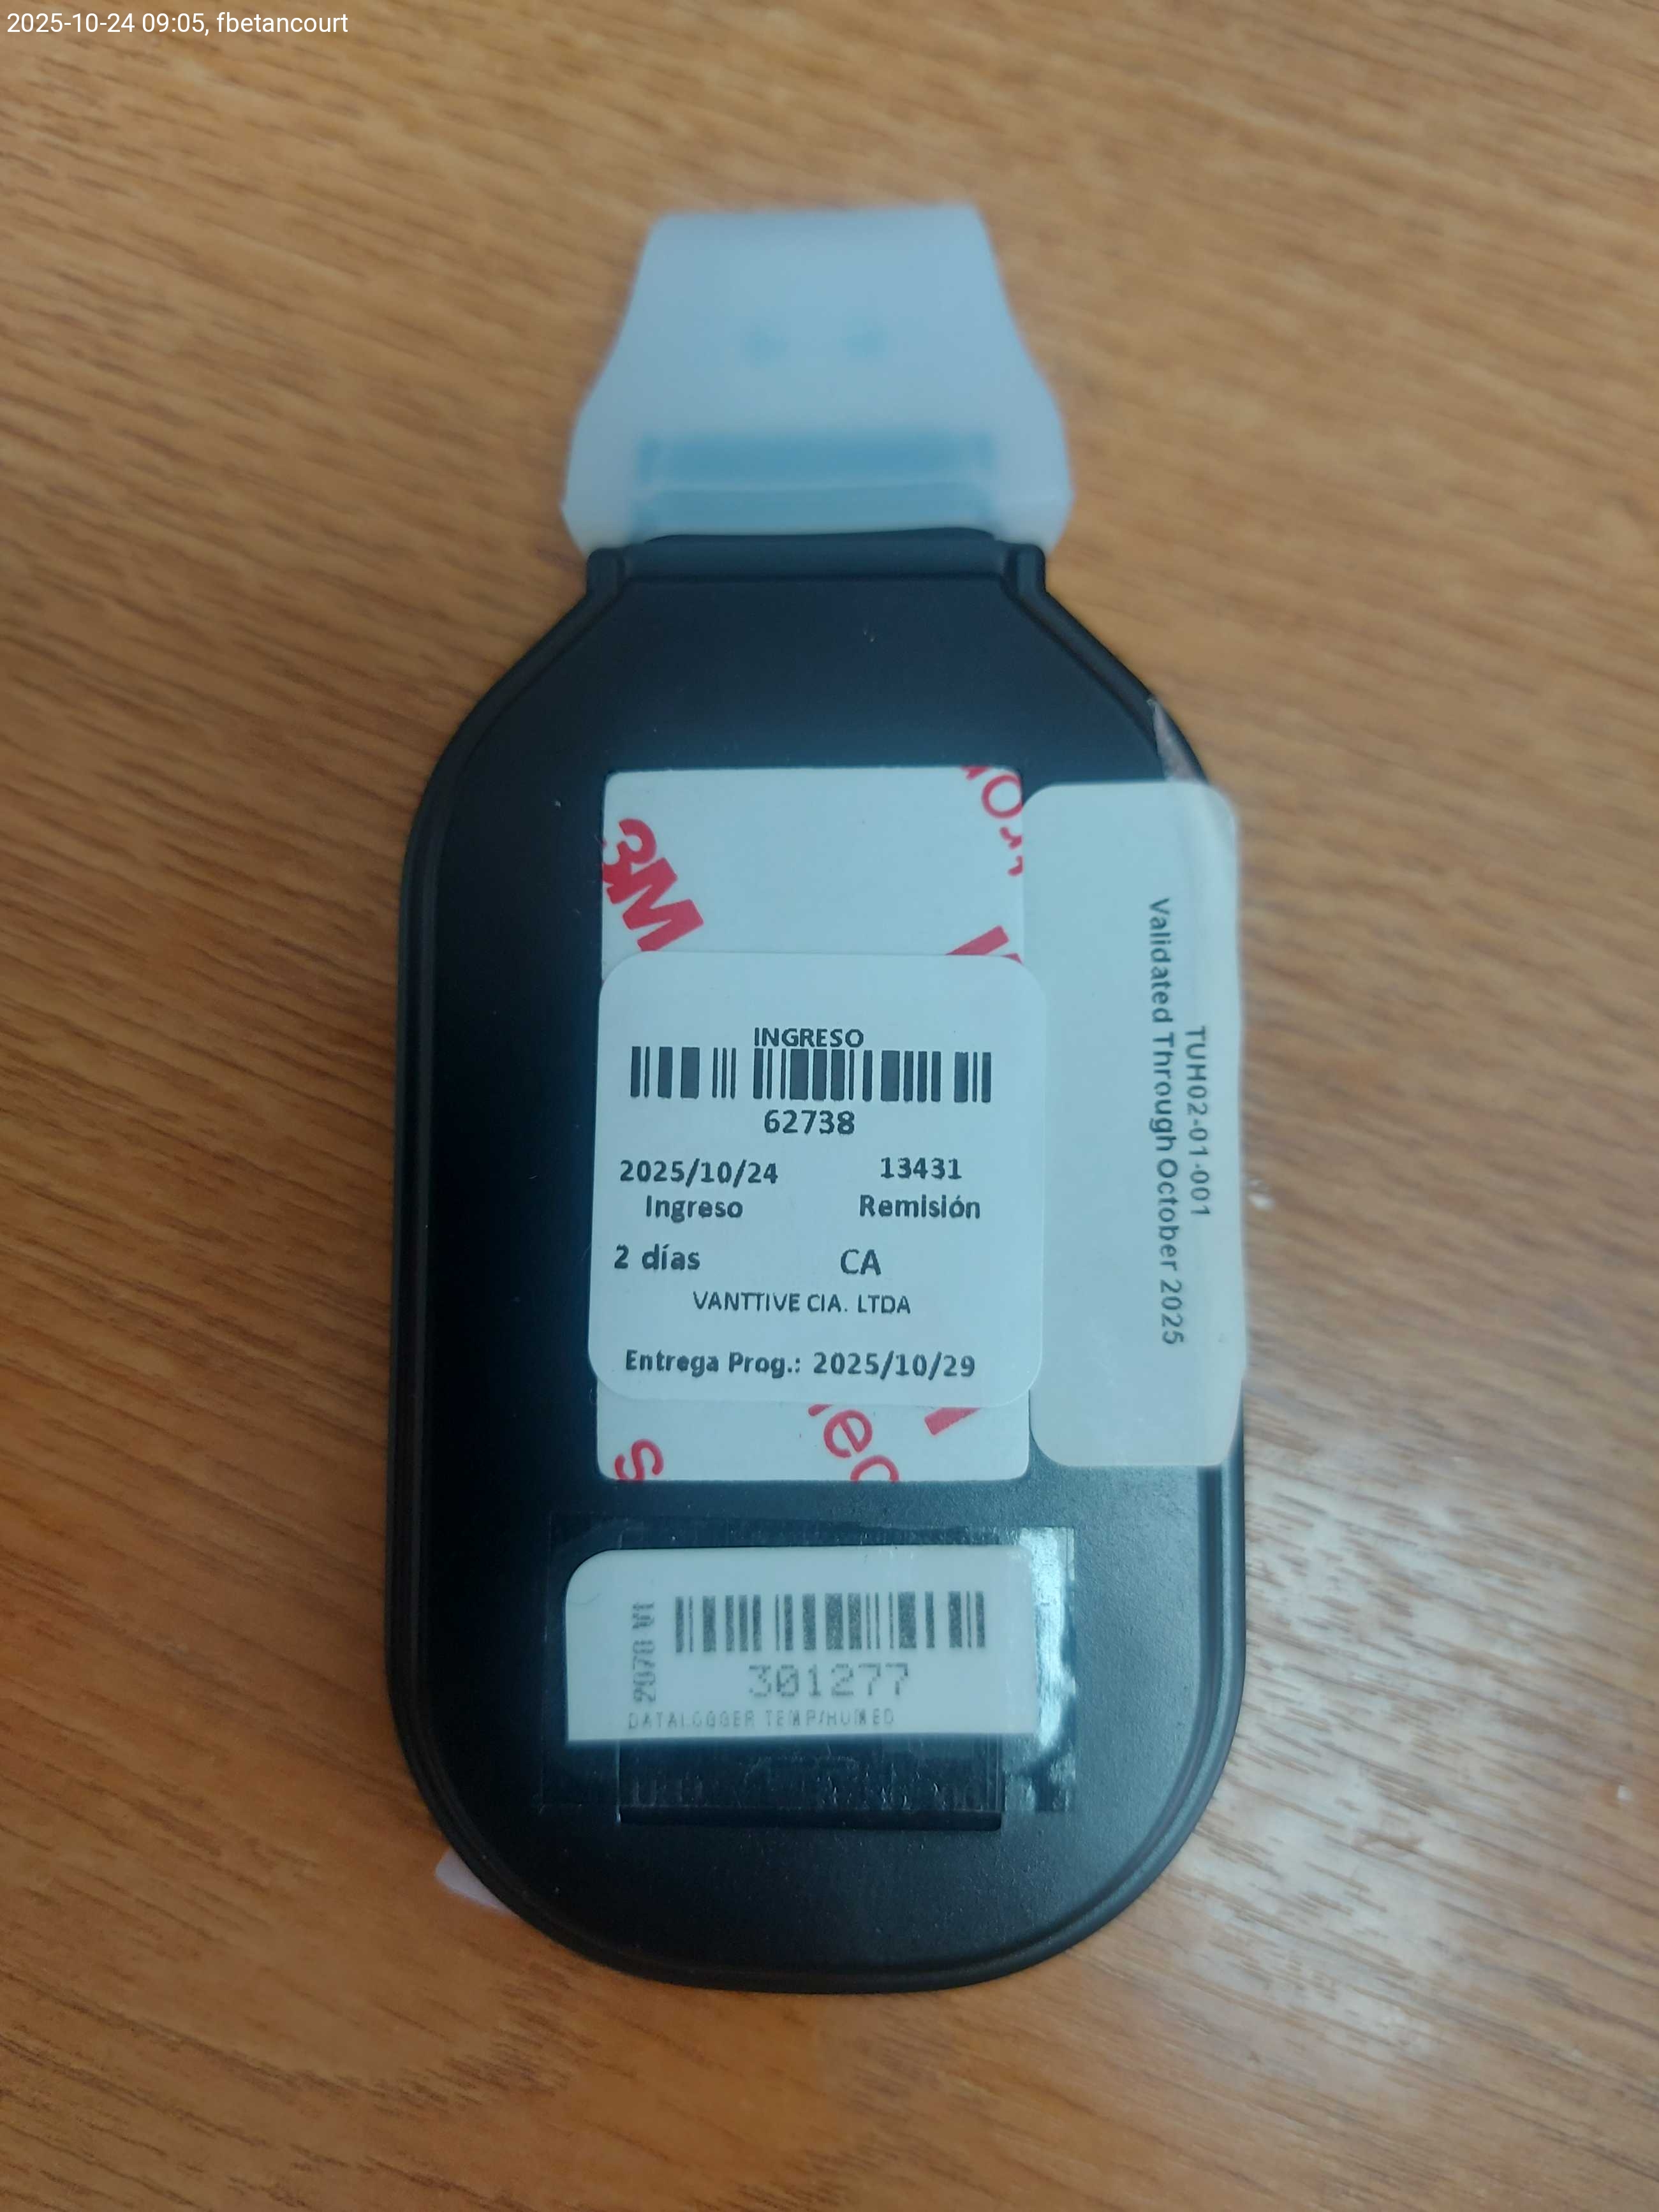 2025-10-24 09:05, fbetancourt
3M
INGRESO
62738
2025/10/24 13431
Ingreso Remisión
2 días CA
VANTTIVE CIA. LTDA
Entrega Prog.: 2025/10/29
TUH02-01-001
Validated Through October 2025
301277
DATALOGGER TEMP/HUMED